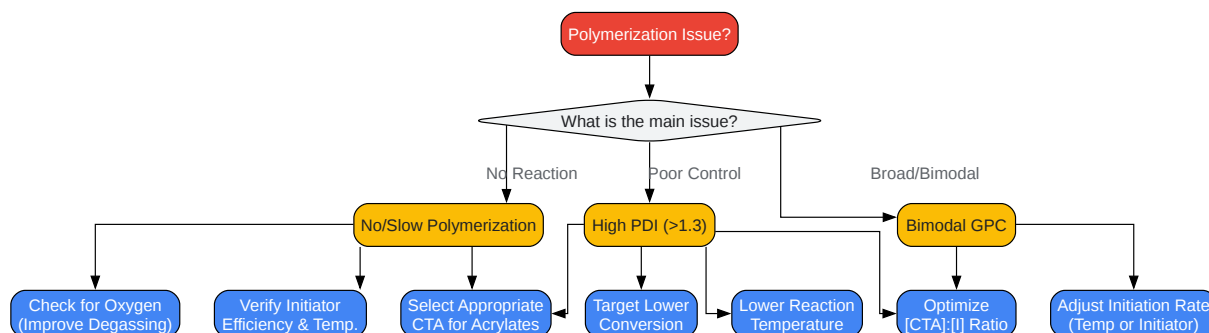 Polymerization Issue?
What is the main issue?
No Reaction
Poor Control
Broad/Bimodal
No/Slow Polymerization
High PDI (>1.3)
Bimodal GPC
Check for Oxygen
(Improve Degassing)
Verify Initiator
Efficiency & Temp.
Select Appropriate
CTA for Acrylates
Target Lower
Conversion
Lower Reaction
Temperature
Optimize
[CTA]:[I] Ratio
Adjust Initiation Rate
(Temp or Initiator)